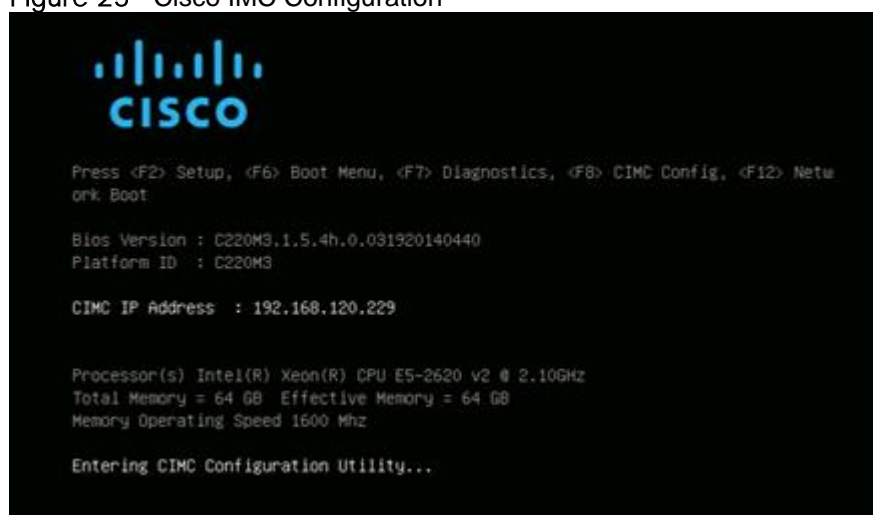 Figure 23 Cisco IMC Configuration
CISCO
Press <F2> Setup, <F6> Boot Menu, <F7> Diagnostics, <F8> CIMC Config, <F12> Netw
ork Boot
Bios Version : C220M3.1.5.4h.0.031920140440
Platform ID : C220M3
CIMC IP Address : 192.168.120.229
Processor(s) Intel(R) Xeon(R) CPU E5-2620 v2 @ 2.10GHz
Total Memory = 64 GB Effective Memory = 64 GB
Memory Operating Speed 1600 Mhz
Entering CIMC Configuration Utility...